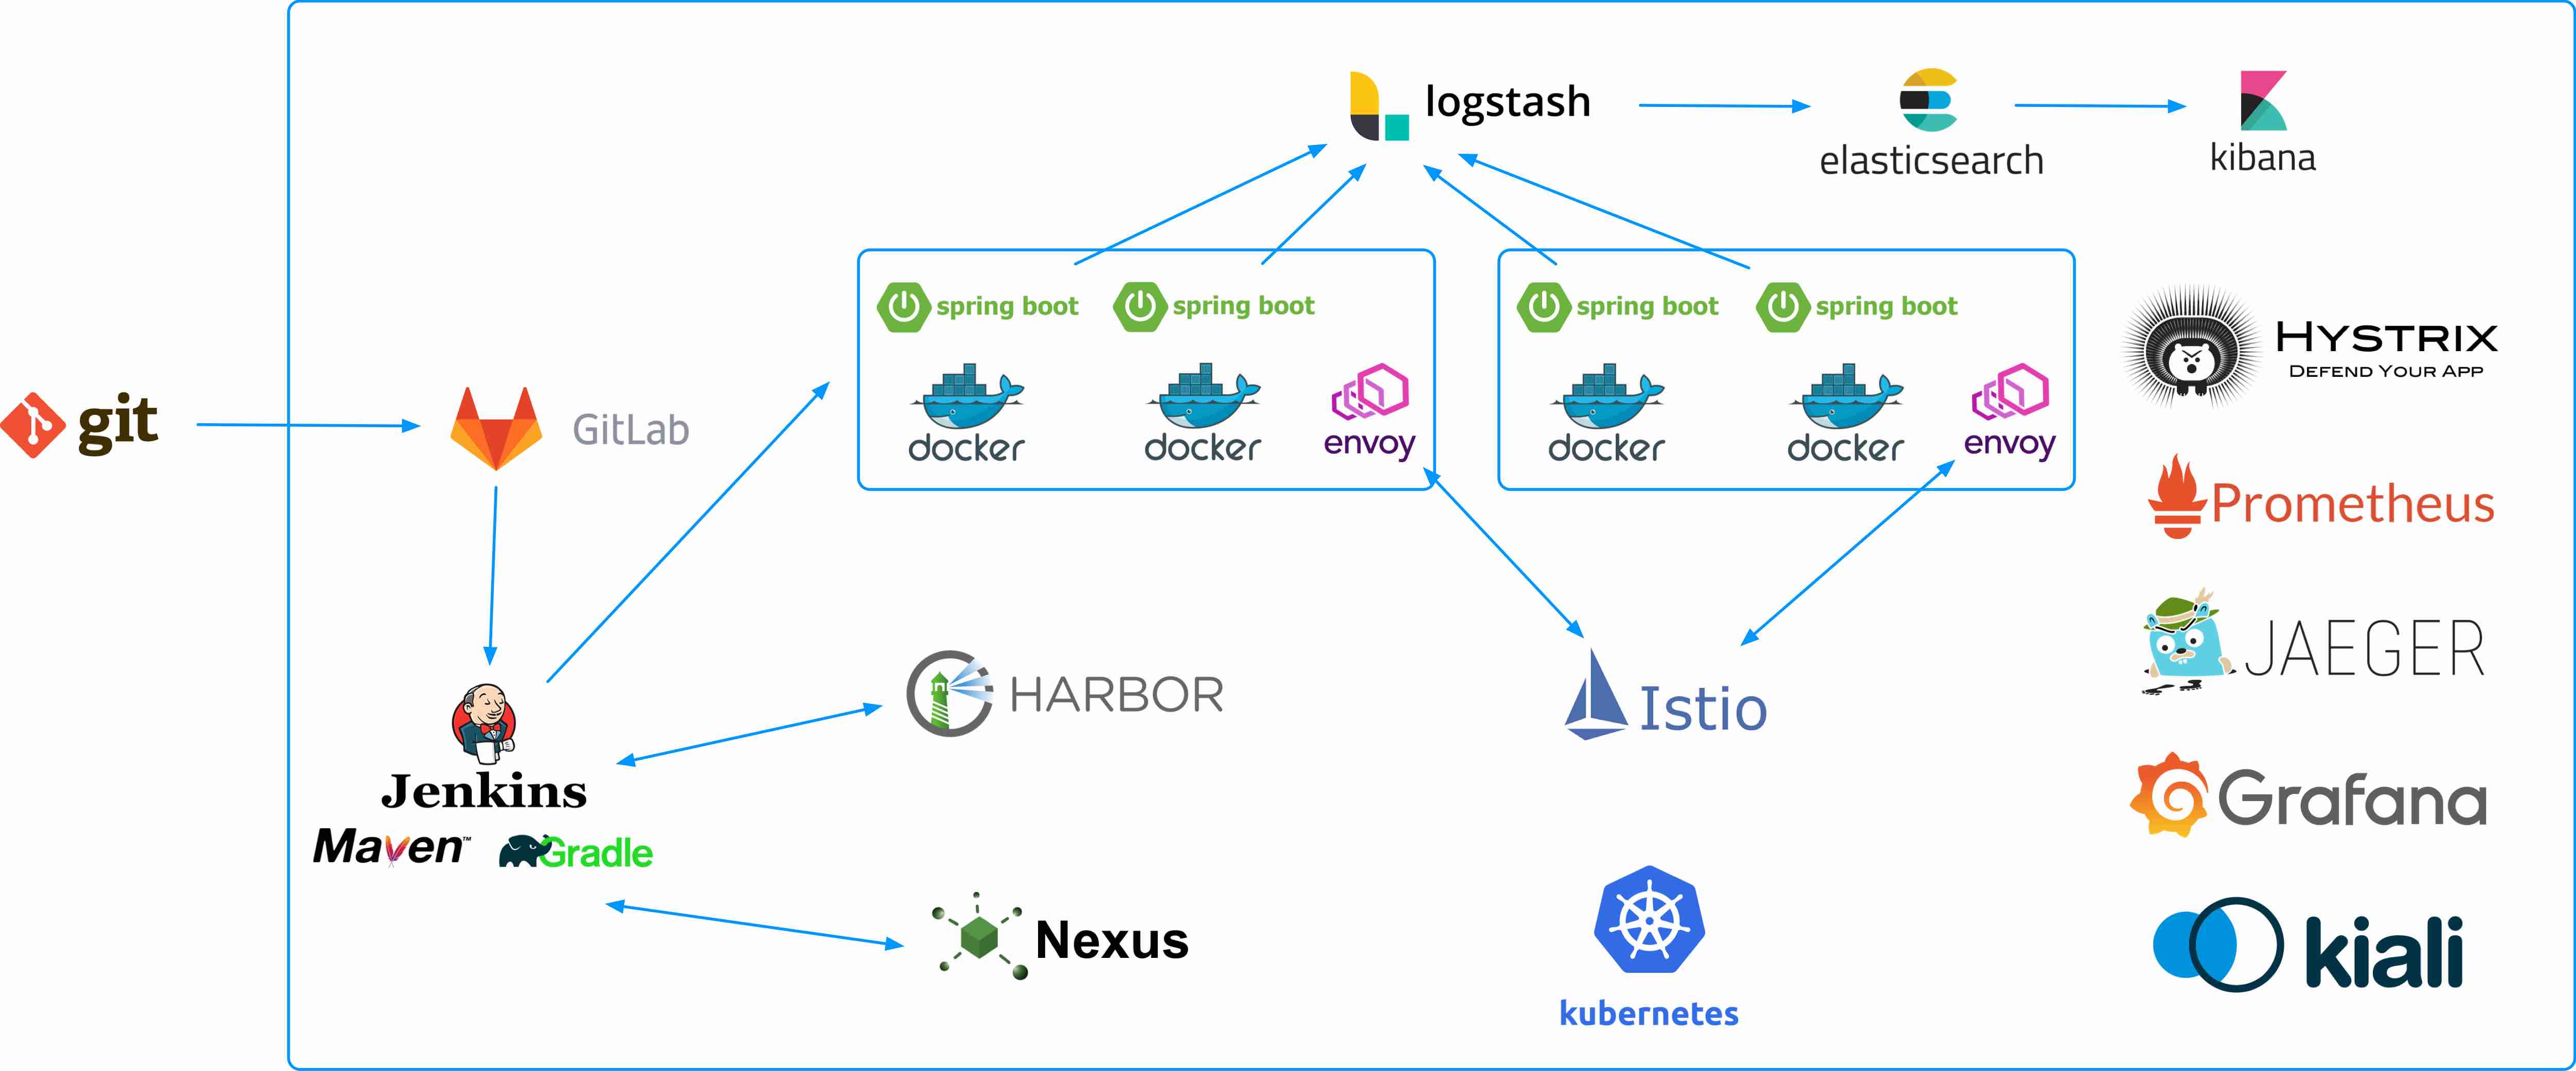 logstash
elasticsearch
kibana
spring boot
spring boot
spring boot
spring boot
docker
docker
envoy
docker
docker
envoy
HYSTRIX
DEFEND YOUR APP
git
GitLab
Prometheus
JAEGER
HARBOR
Istio
Jenkins
Maven™
Gradle
Grafana
Nexus
kubernetes
kiali